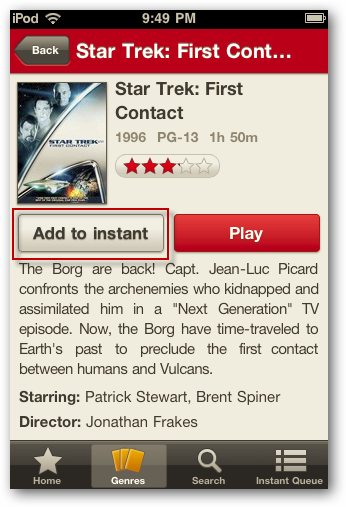 iPod 9:49 PM
Back Star Trek: First Cont...
Star Trek: First
Contact
1996 PG-13 1h 50m
STAR TREK
FIRST CONTACT
Add to instant Play
The Borg are back! Capt. Jean-Luc Picard
confronts the archenemies who kidnapped and
assimilated him in a "Next Generation" TV
episode. Now, the Borg have time-traveled to
Earth's past to preclude the first contact
between humans and Vulcans.
Starring: Patrick Stewart, Brent Spiner
Director: Jonathan Frakes
Home Genres Search Instant Queue